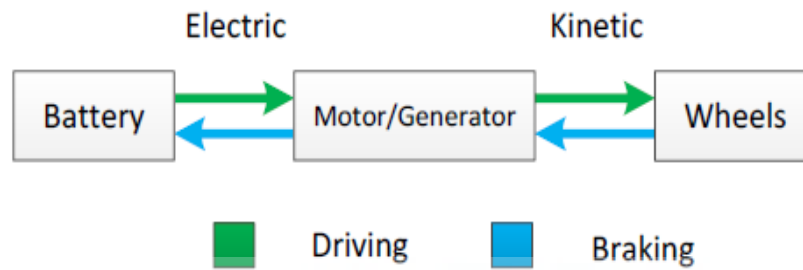 Electric Kinetic
Battery Motor/Generator Wheels
Driving Braking